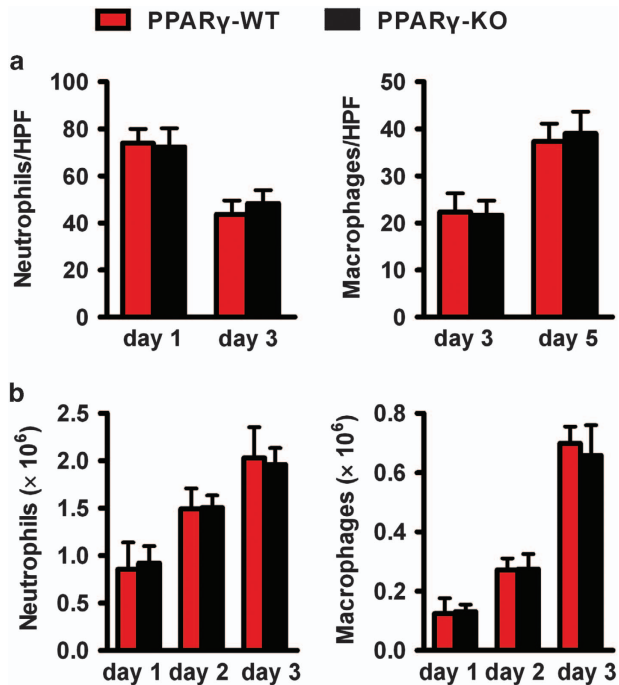 PPARγ-WT PPARγ-KO
a
Neutrophils/HPF
100
80
60
40
20
0
day 1 day 3
Macrophages/HPF
50
40
30
20
10
0
day 3 day 5
b
Neutrophils (× 10⁶)
2.5
2.0
1.5
1.0
0.5
0.0
day 1 day 2 day 3
Macrophages (× 10⁶)
0.8
0.6
0.4
0.2
0.0
day 1 day 2 day 3